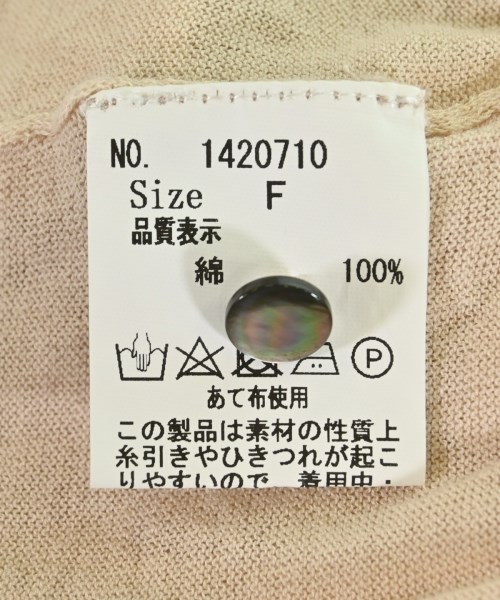 NO. 1420710
Size F
品質表示
綿 100%
P
あて布使用
この製品は素材の性質上
糸引きやひきつれが起こ
りやすいので、着用中・